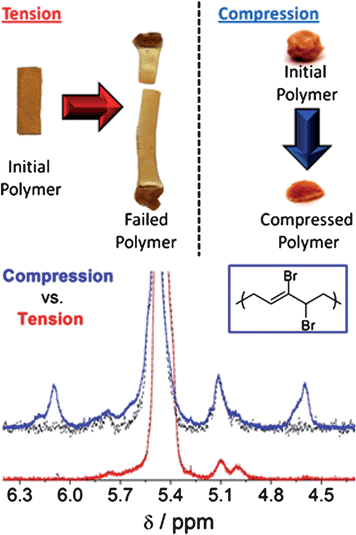 Tension
Compression
Initial
Polymer
Failed
Polymer
Initial
Polymer
Compressed
Polymer
Compression
vs.
Tension
Br
Br
6.3 6.0 5.7 5.4 5.1 4.8 4.5
δ / ppm